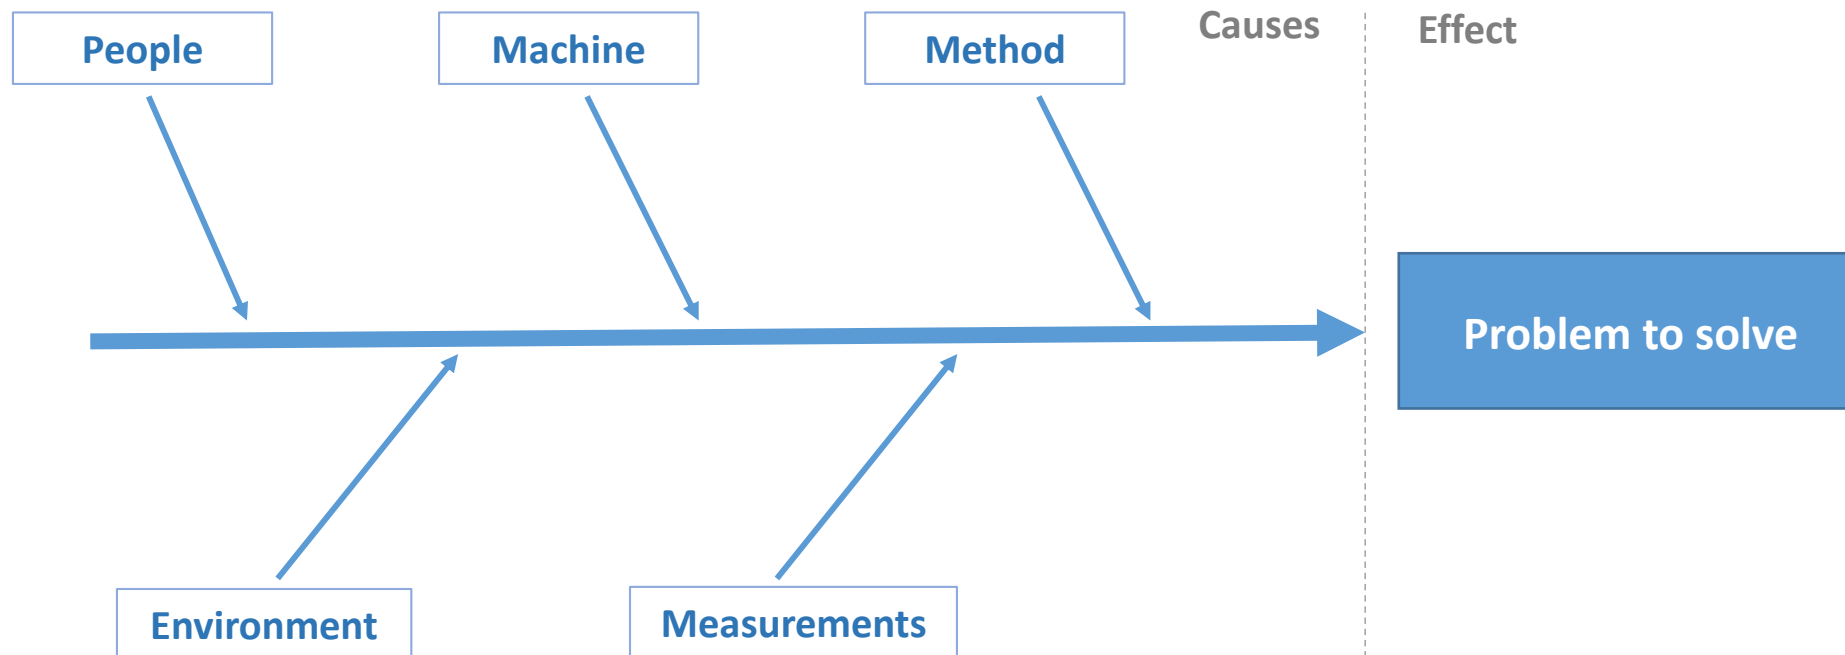 Causes
Effect
People
Machine
Method
Problem to solve
Environment
Measurements